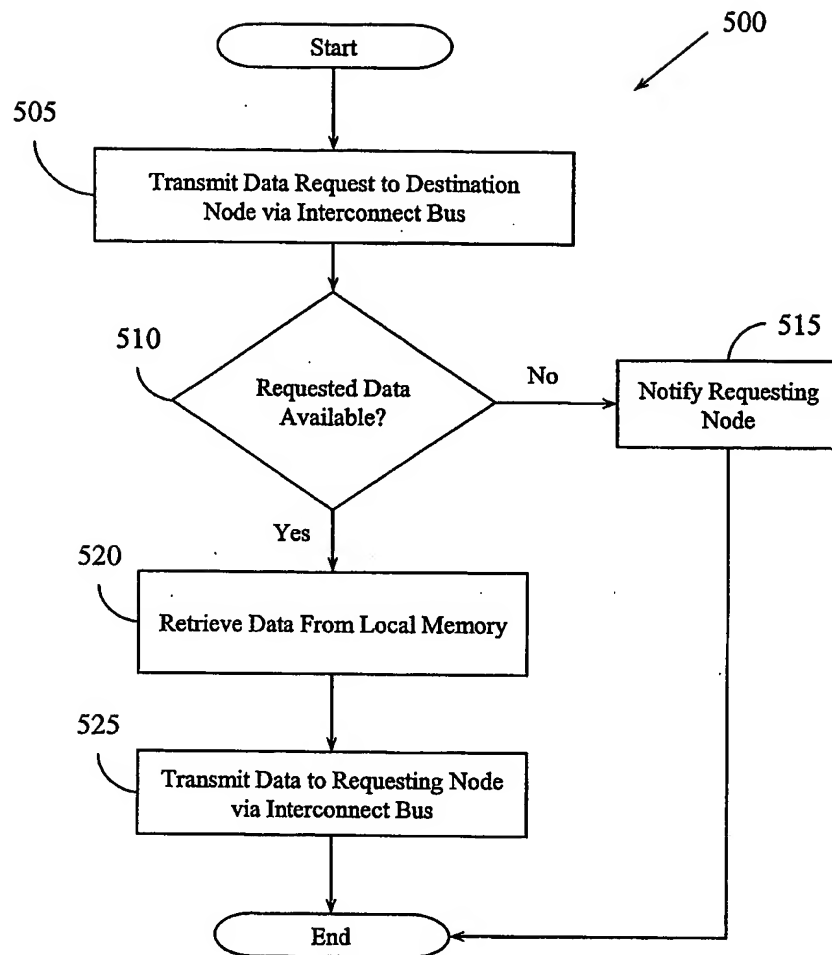 Start
500
505
Transmit Data Request to Destination
Node via Interconnect Bus
510
Requested Data
Available?
No
515
Notify Requesting
Node
Yes
520
Retrieve Data From Local Memory
525
Transmit Data to Requesting Node
via Interconnect Bus
End